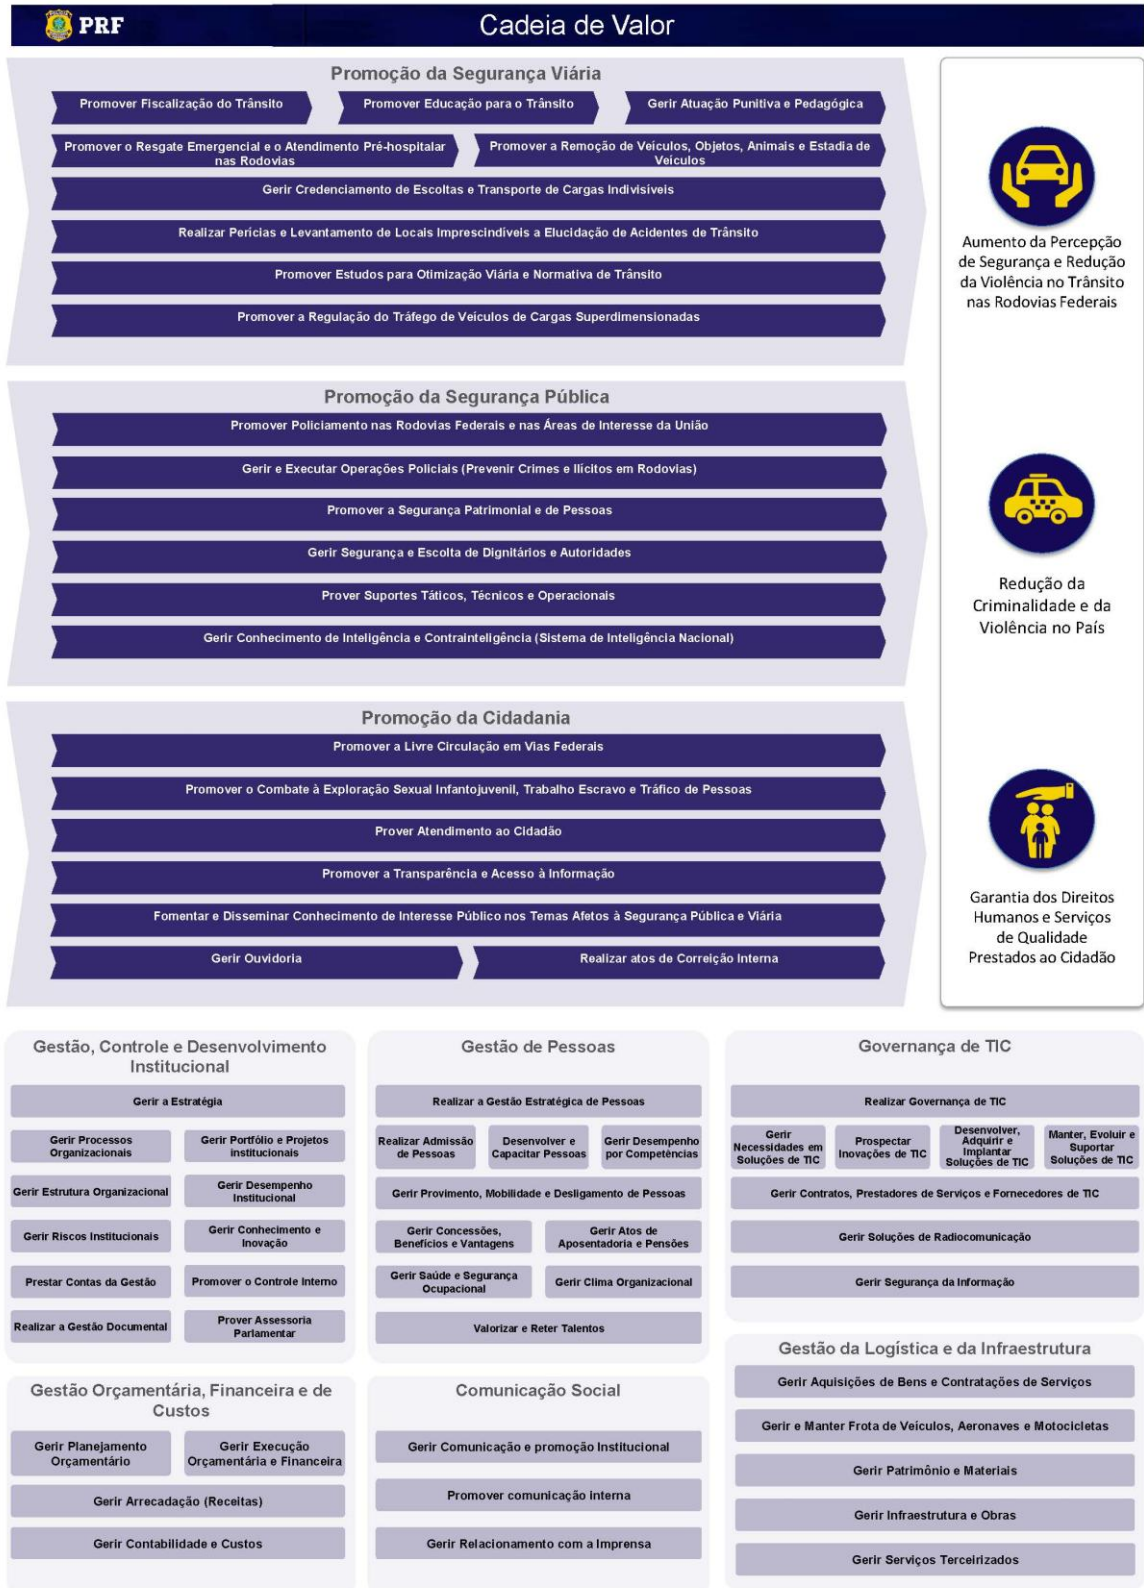 PRF
Cadeia de Valor
Promoção da Segurança Viária
Promover Fiscalização do Trânsito
Promover Educação para o Trânsito
Gerir Atuação Punitiva e Pedagógica
Promover o Resgate Emergencial e o Atendimento Pré-hospitalar
nas Rodovias
Promover a Remoção de Veículos, Objetos, Animais e Estadia de
Veículos
Gerir Credenciamento de Escoltas e Transporte de Cargas Indivisíveis
Realizar Perícias e Levantamento de Locais Imprescindíveis a Elucidação de Acidentes de Trânsito
Promover Estudos para Otimização Viária e Normativa de Trânsito
Promover a Regulação do Tráfego de Veículos de Cargas Superdimensionadas
Aumento da Percepção
de Segurança e Redução
da Violência no Trânsito
nas Rodovias Federais
Promoção da Segurança Pública
Promover Policiamento nas Rodovias Federais e nas Áreas de Interesse da União
Gerir e Executar Operações Policiais (Prevenir Crimes e Ilícitos em Rodovias)
Promover a Segurança Patrimonial e de Pessoas
Gerir Segurança e Escolta de Dignitários e Autoridades
Prover Suportes Táticos, Técnicos e Operacionais
Gerir Conhecimento de Inteligência e Contrainteligência (Sistema de Inteligência Nacional)
Redução da
Criminalidade e da
Violência no País
Promoção da Cidadania
Promover a Livre Circulação em Vias Federais
Promover o Combate à Exploração Sexual Infantojuvenil, Trabalho Escravo e Tráfico de Pessoas
Prover Atendimento ao Cidadão
Promover a Transparência e Acesso à Informação
Fomentar e Disseminar Conhecimento de Interesse Público nos Temas Afetos à Segurança Pública e Viária
Gerir Ouvidoria
Realizar atos de Correição Interna
Garantia dos Direitos
Humanos e Serviços
de Qualidade
Prestados ao Cidadão
Gestão, Controle e Desenvolvimento
Institucional
Gerir a Estratégia
Gerir Processos
Organizacionais
Gerir Portfólio e Projetos
institucionais
Gerir Estrutura Organizacional
Gerir Desempenho
Institucional
Gerir Riscos Institucionais
Gerir Conhecimento e
Inovação
Prestar Contas da Gestão
Promover o Controle Interno
Realizar a Gestão Documental
Prover Assessoria
Parlamentar
Gestão de Pessoas
Realizar a Gestão Estratégica de Pessoas
Realizar Admissão
de Pessoas
Desenvolver e
Capacitar Pessoas
Gerir Desempenho
por Competências
Gerir Provimento, Mobilidade e Desligamento de Pessoas
Gerir Concessões,
Benefícios e Vantagens
Gerir Atos de
Aposentadoria e Pensões
Gerir Saúde e Segurança
Ocupacional
Gerir Clima Organizacional
Valorizar e Reter Talentos
Governança de TIC
Realizar Governança de TIC
Gerir
Necessidades em
Soluções de TIC
Prospectar
Inovações de TIC
Desenvolver,
Adquirir e
Implantar
Soluções de TIC
Manter, Evoluir e
Suportar
Soluções de TIC
Gerir Contratos, Prestadores de Serviços e Fornecedores de TIC
Gerir Soluções de Radiocomunicação
Gerir Segurança da Informação
Gestão Orçamentária, Financeira e de
Custos
Gerir Planejamento
Orçamentário
Gerir Execução
Orçamentária e Financeira
Gerir Arrecadação (Receitas)
Gerir Contabilidade e Custos
Comunicação Social
Gerir Comunicação e promoção Institucional
Promover comunicação interna
Gerir Relacionamento com a Imprensa
Gestão da Logística e da Infraestrutura
Gerir Aquisições de Bens e Contratações de Serviços
Gerir e Manter Frota de Veículos, Aeronaves e Motocicletas
Gerir Patrimônio e Materiais
Gerir Infraestrutura e Obras
Gerir Serviços Terceirizados